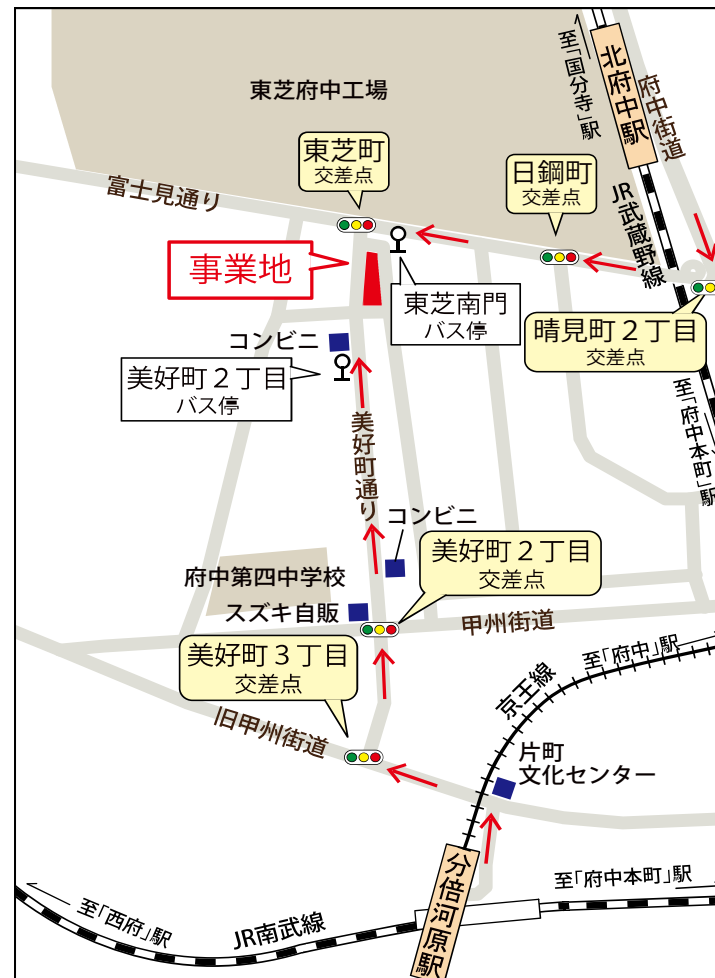 東芝府中工場
至「国分寺」駅
北府中駅
府中街道
東芝町
交差点
日鋼町
交差点
富士見通り
JR武蔵野線
事業地
東芝南門
バス停
晴見町２丁目
交差点
コンビニ
美好町２丁目
バス停
至「府中本町」駅
美好町通り
コンビニ
美好町２丁目
交差点
府中第四中学校
スズキ自販
甲州街道
美好町３丁目
交差点
至「府中」駅
京王線
旧甲州街道
片町
文化センター
分倍河原駅
至「府中本町」駅
至「西府」駅
JR南武線